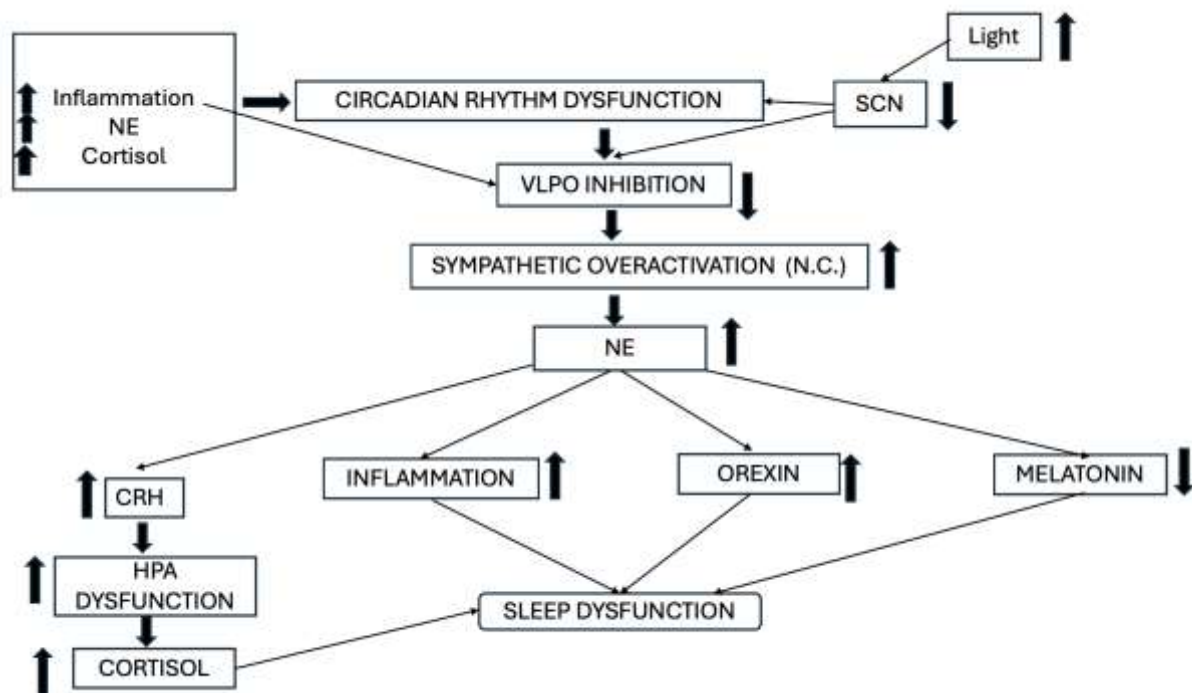 Light
Inflammation
NE
Cortisol
CIRCADIAN RHYTHM DYSFUNCTION
SCN
VLPO INHIBITION
SYMPATHETIC OVERACTIVATION (N.C.)
NE
CRH
INFLAMMATION
OREXIN
MELATONIN
HPA
DYSFUNCTION
SLEEP DYSFUNCTION
CORTISOL